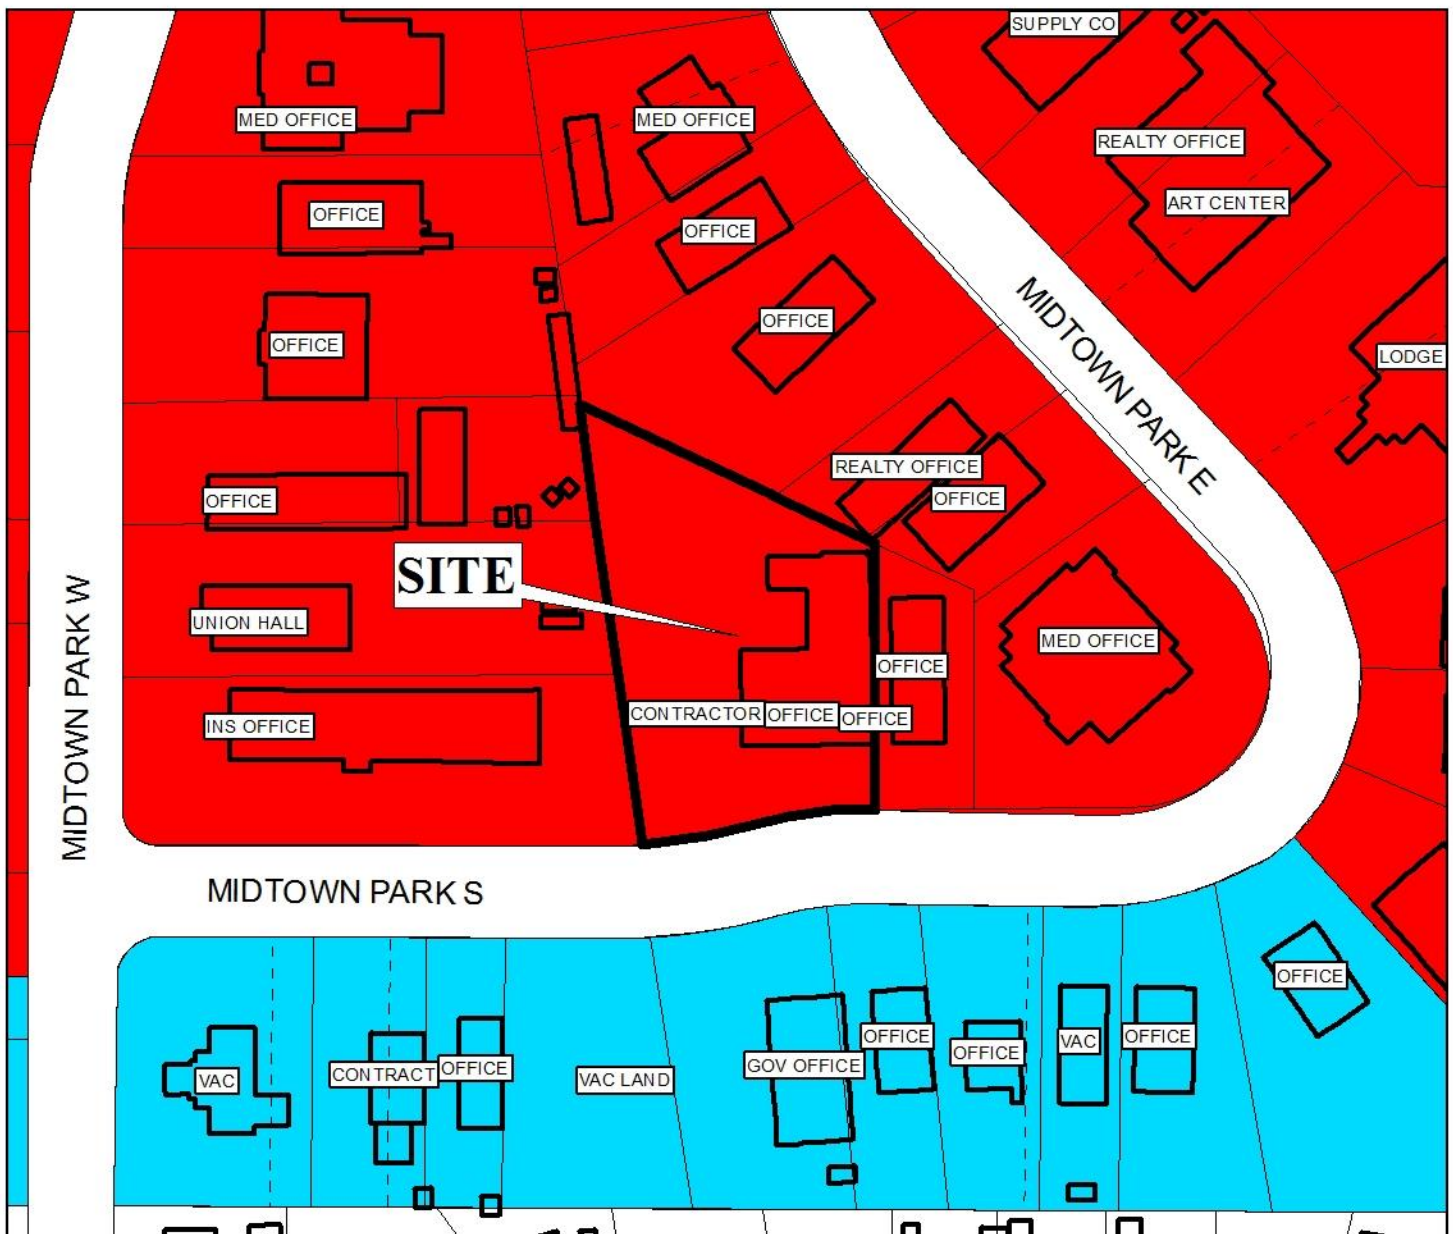 SUPPLY CO
MED OFFICE
MED OFFICE
REALTY OFFICE
ART CENTER
OFFICE
OFFICE
OFFICE
OFFICE
LODGE
MIDTOWN PARK E
REALTY OFFICE
OFFICE
OFFICE
SITE
UNION HALL
MED OFFICE
OFFICE
MIDTOWN PARK W
INS OFFICE
CONTRACTOR
OFFICE
OFFICE
MIDTOWN PARK S
OFFICE
VAC
CONTRACT
OFFICE
VAC LAND
GOV OFFICE
OFFICE
OFFICE
VAC
OFFICE